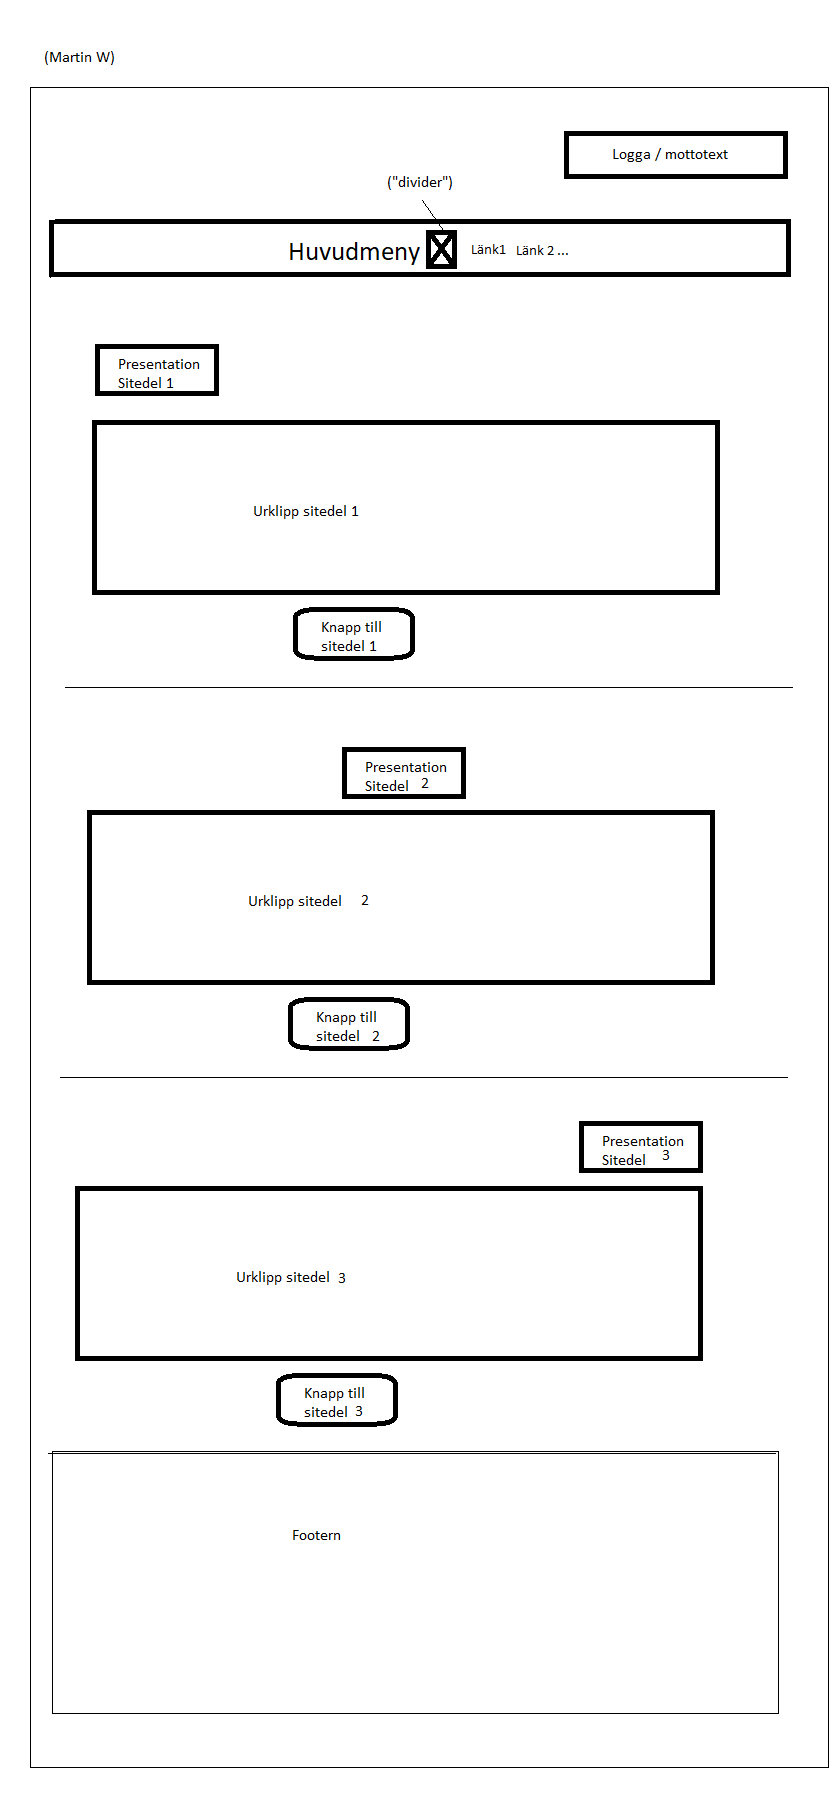 (Martin W)
Logga / mottotext
("divider")
Huvudmeny X Länk1 Länk 2 ...
Presentation
Sitedel 1
Urklipp sitedel 1
Knapp till
sitedel 1
Presentation
Sitedel 2
Urklipp sitedel 2
Knapp till
sitedel 2
Presentation
Sitedel 3
Urklipp sitedel 3
Knapp till
sitedel 3
Footern